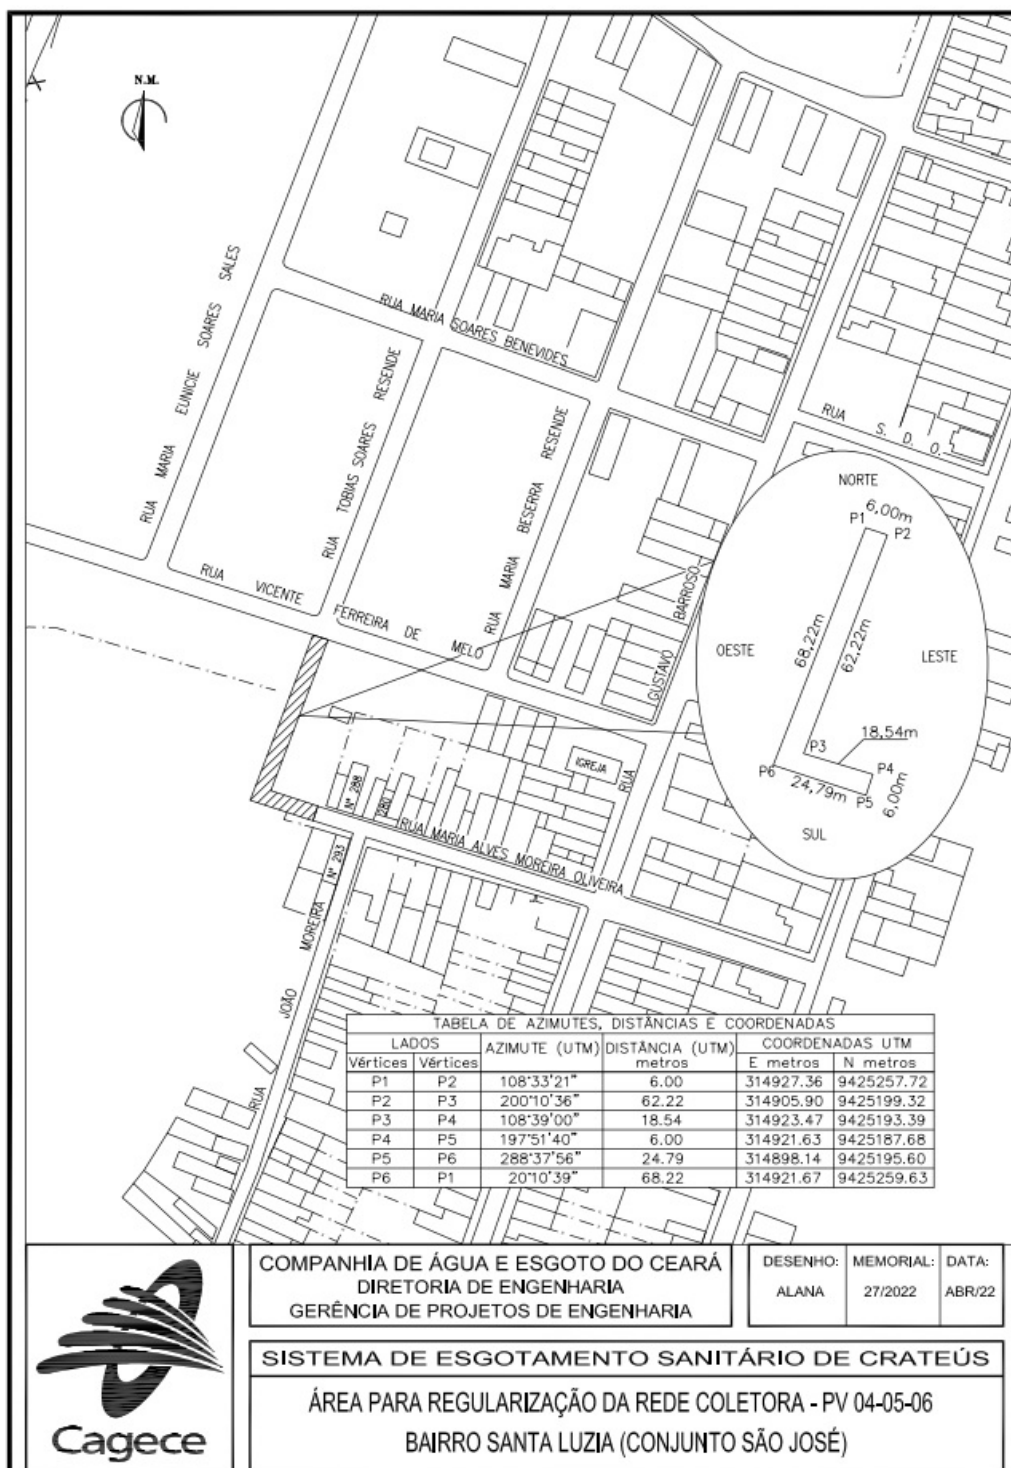 N.M.
RUA MARIA EUNICIE SOARES SALES
RUA MARIA SOARES BENEVIDES
RUA TOBIAS SOARES RESENDE
RUA MARIA BESERRA RESENDE
RUA S. D. O.
RUA VICENTE FERREIRA DE MELO
RUA GUSTAVO BARROSO
NORTE
6,00m
P1
P2
68,22m
62,22m
OESTE
LESTE
18,54m
P3
P4
P6
24,79m
P5
6,00m
SUL
IGREJA
Nº 288
280
RUA MARIA ALVES MOREIRA OLIVEIRA
Nº 293
RUA JOÃO MOREIRA
TABELA DE AZIMUTES, DISTÂNCIAS E COORDENADAS
LADOS AZIMUTE (UTM) DISTÂNCIA (UTM) metros COORDENADAS UTM
Vértices Vértices E metros N metros
P1 P2 108°33'21" 6.00 314927.36 9425257.72
P2 P3 200°10'36" 62.22 314905.90 9425199.32
P3 P4 108°39'00" 18.54 314923.47 9425193.39
P4 P5 197°51'40" 6.00 314921.63 9425187.68
P5 P6 288°37'56" 24.79 314898.14 9425195.60
P6 P1 20°10'39" 68.22 314921.67 9425259.63
Cagece
COMPANHIA DE ÁGUA E ESGOTO DO CEARÁ
DIRETORIA DE ENGENHARIA
GERÊNCIA DE PROJETOS DE ENGENHARIA
DESENHO: MEMORIAL: DATA:
ALANA 27/2022 ABR/22
SISTEMA DE ESGOTAMENTO SANITÁRIO DE CRATEÚS
ÁREA PARA REGULARIZAÇÃO DA REDE COLETORA - PV 04-05-06
BAIRRO SANTA LUZIA (CONJUNTO SÃO JOSÉ)